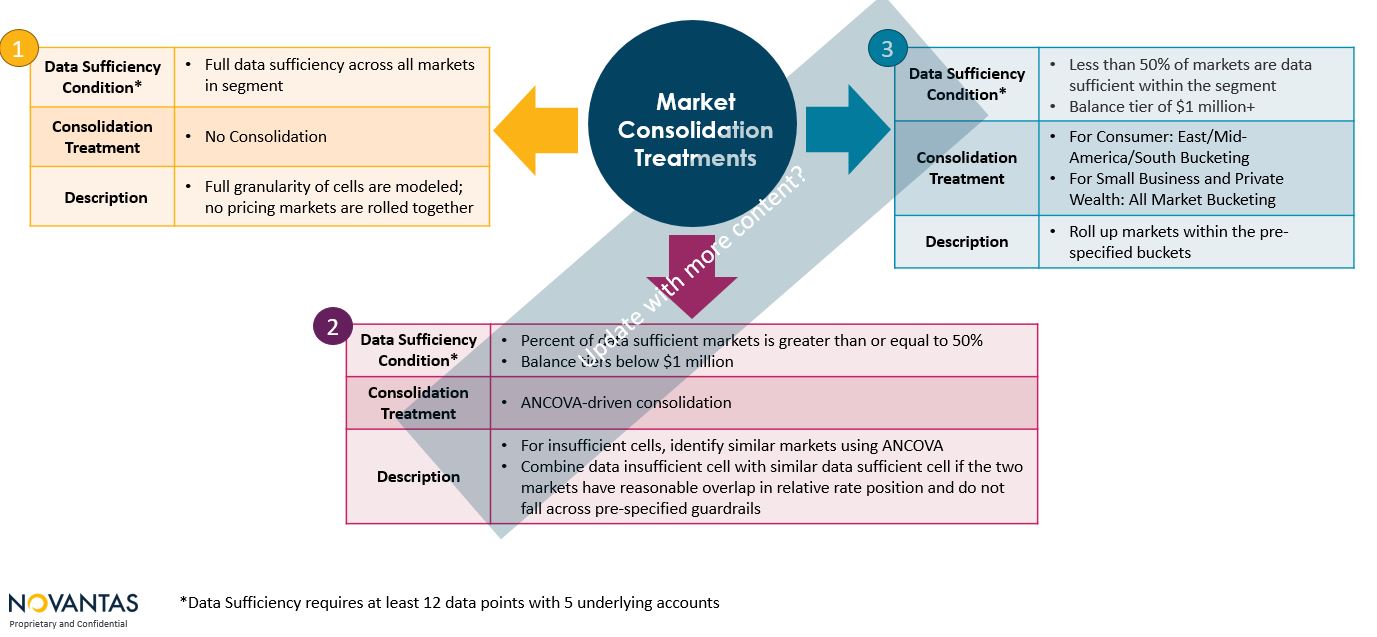 1
Data Sufficiency
Condition*
• Full data sufficiency across all markets
in segment
Consolidation
Treatment
• No Consolidation
Description
• Full granularity of cells are modeled;
no pricing markets are rolled together
Market
Consolidation
Treatments
3
Data Sufficiency
Condition*
• Less than 50% of markets are data
sufficient within the segment
• Balance tier of $1 million+
Consolidation
Treatment
• For Consumer: East/Mid-
America/South Bucketing
• For Small Business and Private
Wealth: All Market Bucketing
Description
• Roll up markets within the pre-
specified buckets
Update with more content?
2
Data Sufficiency
Condition*
• Percent of data sufficient markets is greater than or equal to 50%
• Balance tiers below $1 million
Consolidation
Treatment
• ANCOVA-driven consolidation
Description
• For insufficient cells, identify similar markets using ANCOVA
• Combine data insufficient cell with similar data sufficient cell if the two
markets have reasonable overlap in relative rate position and do not
fall across pre-specified guardrails
NOVANTAS
Proprietary and Confidential
*Data Sufficiency requires at least 12 data points with 5 underlying accounts